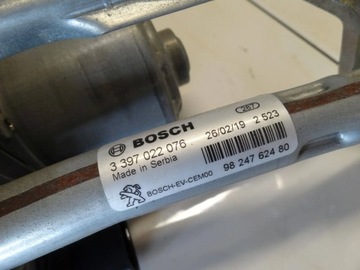 BOSCH 26/02/19 2 523
3 397 022 076
Made in Serbia
BOSCH-EV-CEM00 98 247 624 80